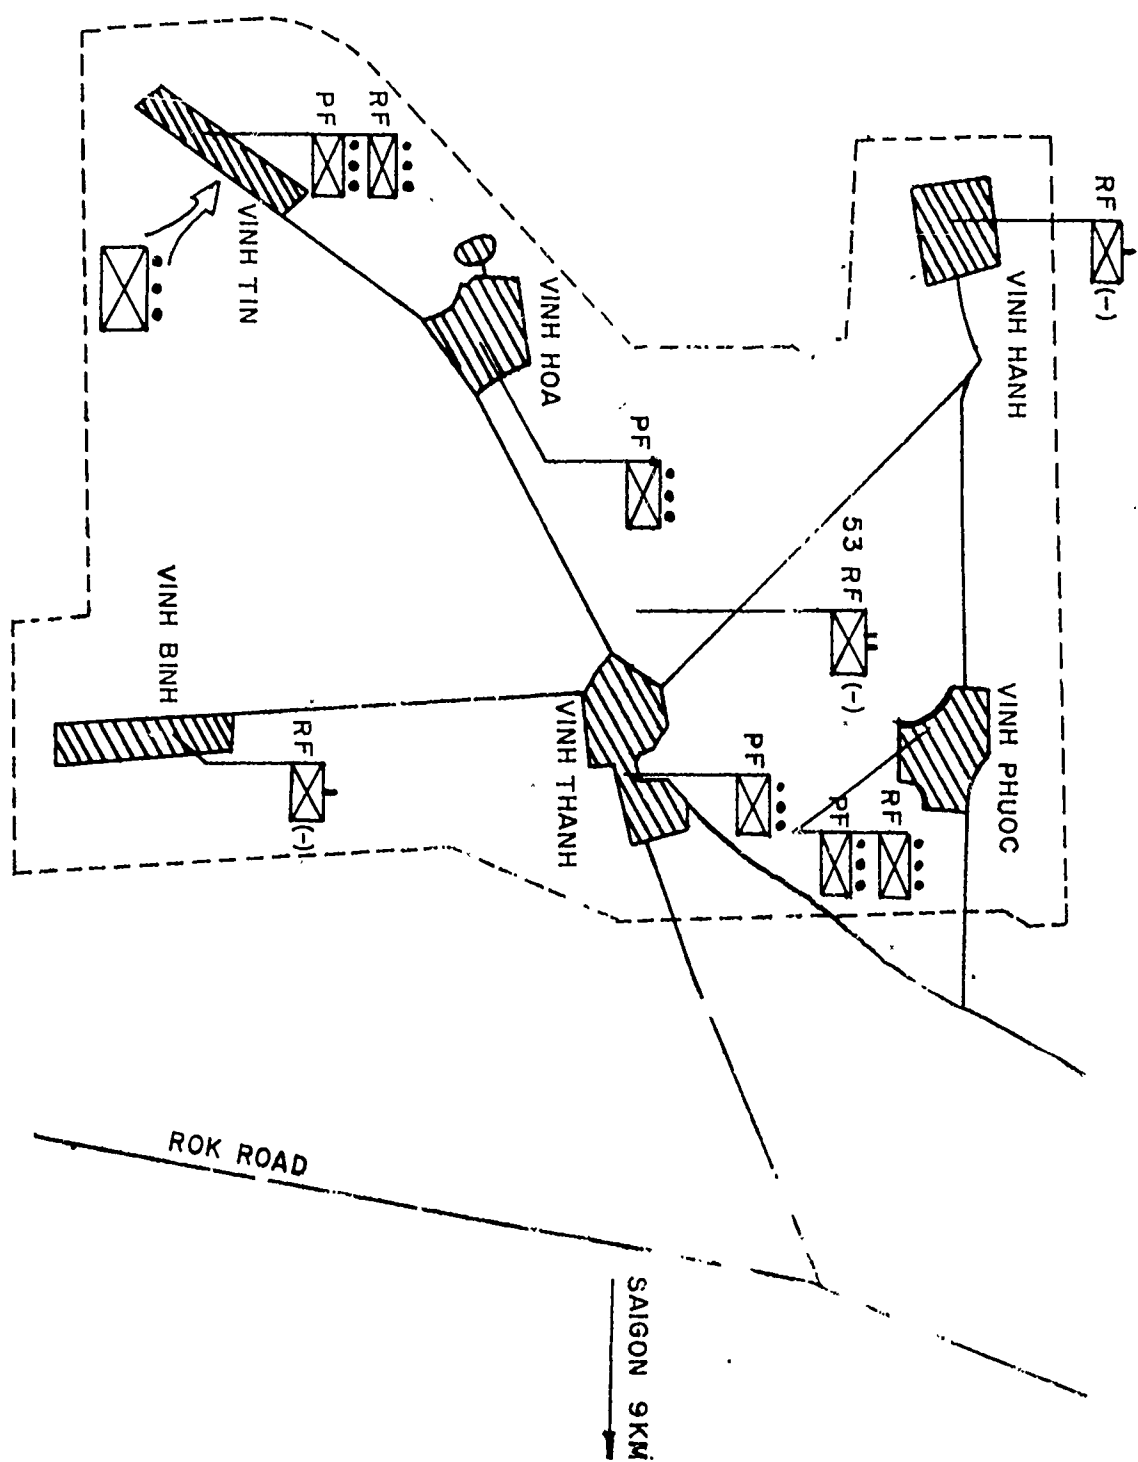 RF (-)
VINH HANH
VINH PHUOC
RF
53 RF (-)
PF
PF
PF
SAIGON 9KM
VINH THANH
VINH HOA
RF
PF
RF (-)
VINH TIN
ROK ROAD
VINH BINH